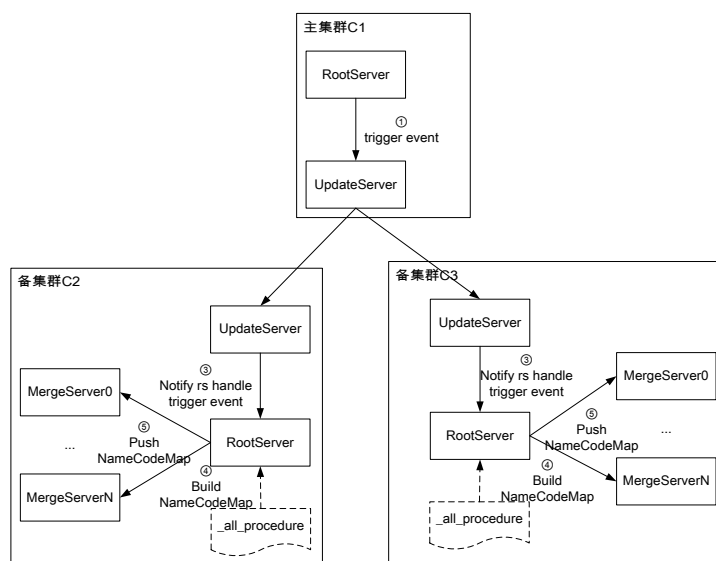 主集群C1
RootServer
①
trigger event
UpdateServer
备集群C2
UpdateServer
③
Notify rs handle
trigger event
MergeServer0
⑤
Push
NameCodeMap
...
RootServer
④
Build
NameCodeMap
MergeServerN
_all_procedure
备集群C3
UpdateServer
③
Notify rs handle
trigger event
MergeServer0
⑤
Push
NameCodeMap
...
RootServer
④
Build
NameCodeMap
MergeServerN
_all_procedure